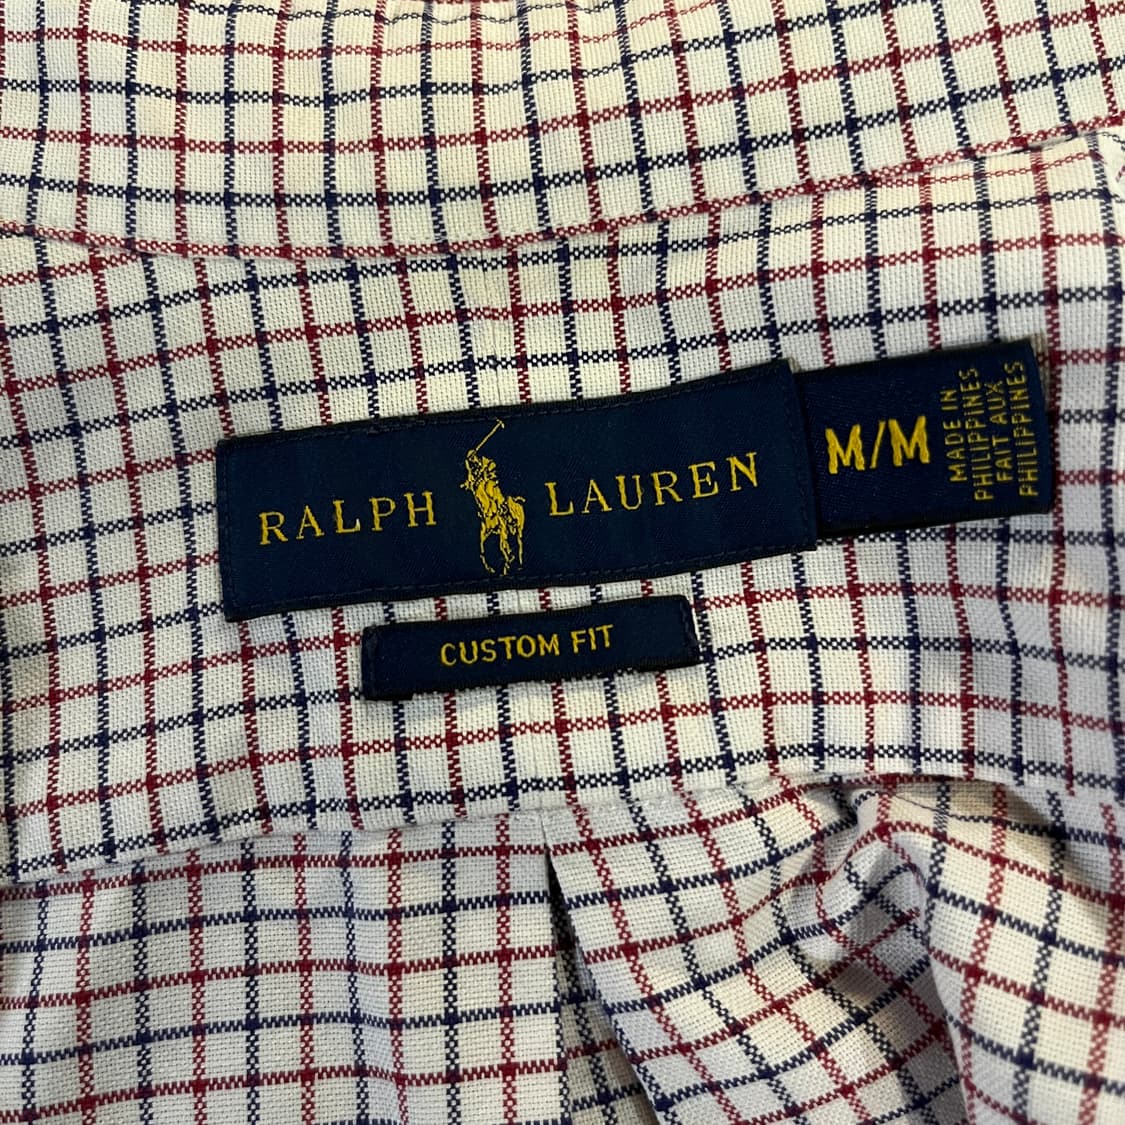 RALPH LAUREN
M/M
MADE IN
PHILIPPINES
FAIT AUX
PHILIPPINES
CUSTOM FIT